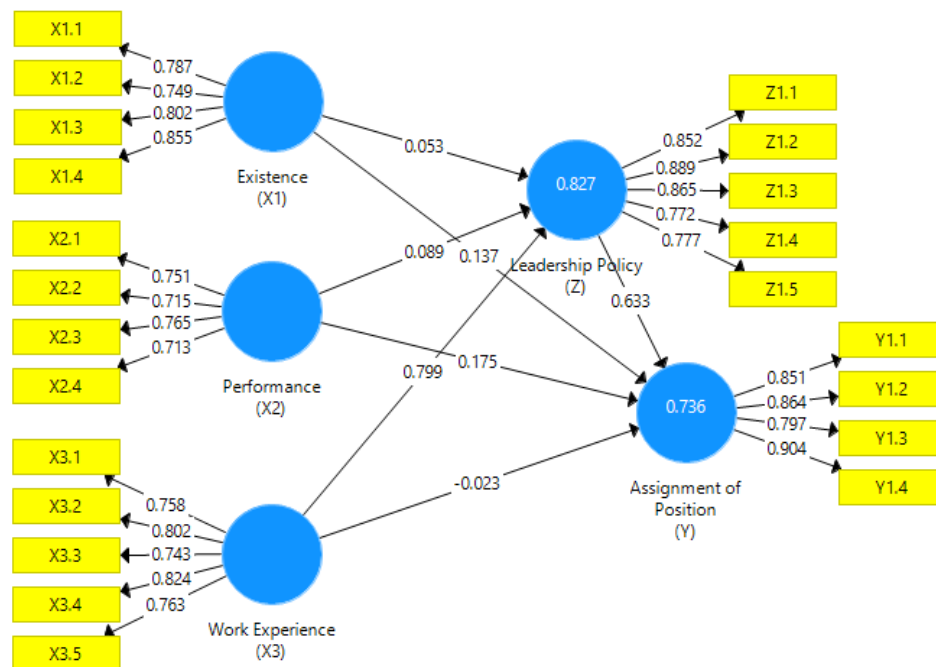 X1.1
X1.2
X1.3
X1.4
0.787
0.749
0.802
0.855
Existence
(X1)
X2.1
X2.2
X2.3
X2.4
0.751
0.715
0.765
0.713
Performance
(X2)
X3.1
X3.2
X3.3
X3.4
X3.5
0.758
0.802
0.743
0.824
0.763
Work Experience
(X3)
0.053
0.089
0.137
0.799
0.175
-0.023
0.827
Leadership Policy
(Z)
0.633
0.852
0.889
0.865
0.772
0.777
Z1.1
Z1.2
Z1.3
Z1.4
Z1.5
0.736
Assignment of
Position
(Y)
0.851
0.864
0.797
0.904
Y1.1
Y1.2
Y1.3
Y1.4